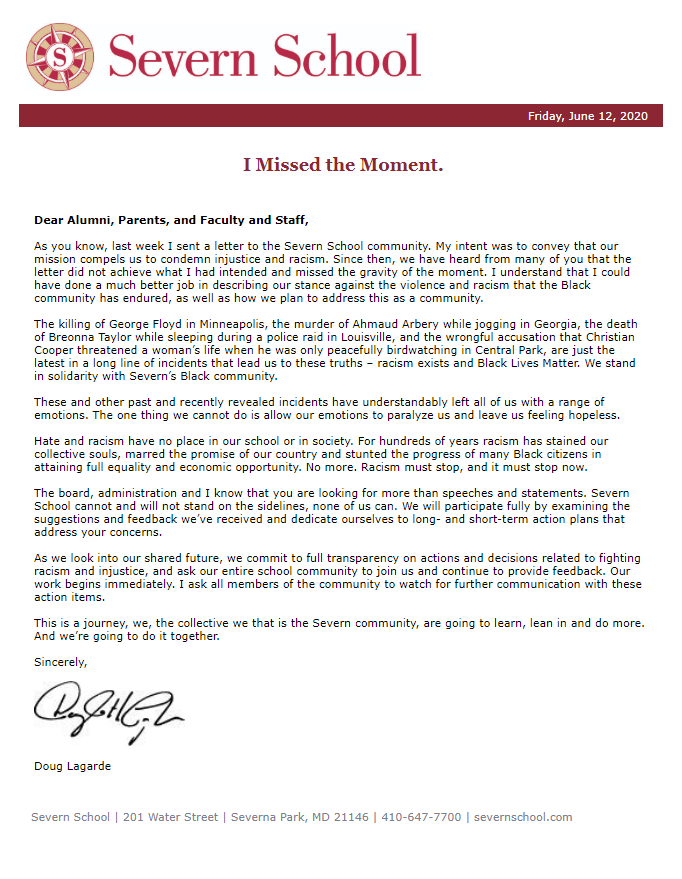 S
Severn School
Friday, June 12, 2020
I Missed the Moment.
Dear Alumni, Parents, and Faculty and Staff,
As you know, last week I sent a letter to the Severn School community. My intent was to convey that our
mission compels us to condemn injustice and racism. Since then, we have heard from many of you that the
letter did not achieve what I had intended and missed the gravity of the moment. I understand that I could
have done a much better job in describing our stance against the violence and racism that the Black
community has endured, as well as how we plan to address this as a community.
The killing of George Floyd in Minneapolis, the murder of Ahmaud Arbery while jogging in Georgia, the death
of Breonna Taylor while sleeping during a police raid in Louisville, and the wrongful accusation that Christian
Cooper threatened a woman's life when he was only peacefully birdwatching in Central Park, are just the
latest in a long line of incidents that lead us to these truths – racism exists and Black Lives Matter. We stand
in solidarity with Severn's Black community.
These and other past and recently revealed incidents have understandably left all of us with a range of
emotions. The one thing we cannot do is allow our emotions to paralyze us and leave us feeling hopeless.
Hate and racism have no place in our school or in society. For hundreds of years racism has stained our
collective souls, marred the promise of our country and stunted the progress of many Black citizens in
attaining full equality and economic opportunity. No more. Racism must stop, and it must stop now.
The board, administration and I know that you are looking for more than speeches and statements. Severn
School cannot and will not stand on the sidelines, none of us can. We will participate fully by examining the
suggestions and feedback we've received and dedicate ourselves to long- and short-term action plans that
address your concerns.
As we look into our shared future, we commit to full transparency on actions and decisions related to fighting
racism and injustice, and ask our entire school community to join us and continue to provide feedback. Our
work begins immediately. I ask all members of the community to watch for further communication with these
action items.
This is a journey, we, the collective we that is the Severn community, are going to learn, lean in and do more.
And we're going to do it together.
Sincerely,
Doug Lagarde
Severn School | 201 Water Street | Severna Park, MD 21146 | 410-647-7700 | severnschool.com